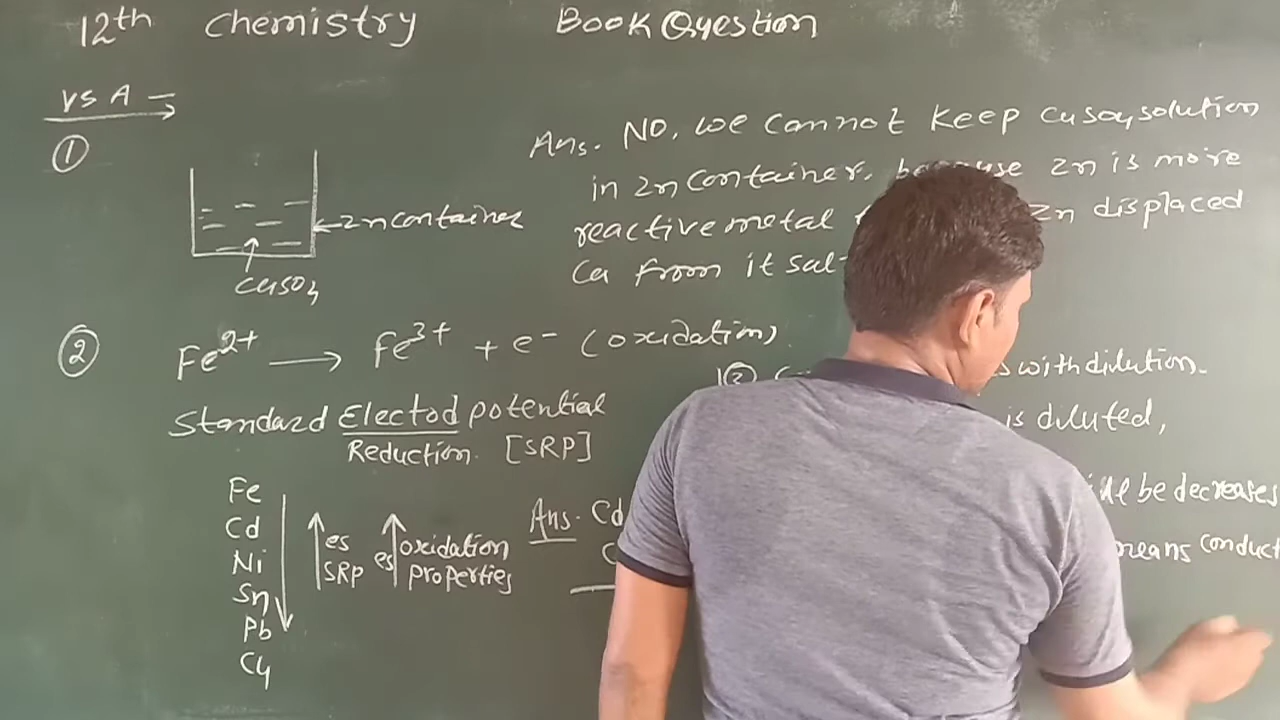 12th Chemistry Book Question
VSA
①
Ans. NO, we cannot keep CuSO4 solution
in Zn container, because Zn is more
reactive metal Zn displaced
Cu from it salt
Zn container
CuSO4
② Fe2+ → Fe3+ + e- (oxidation)
Standard Electod potential
Reduction. [SRP]
Fe
Cd
Ni
Sn
Pb
Cu
es
SRP
es oxidation
properties
Ans. Cd
③ with dilution.
is diluted,
be decreases
means conduct